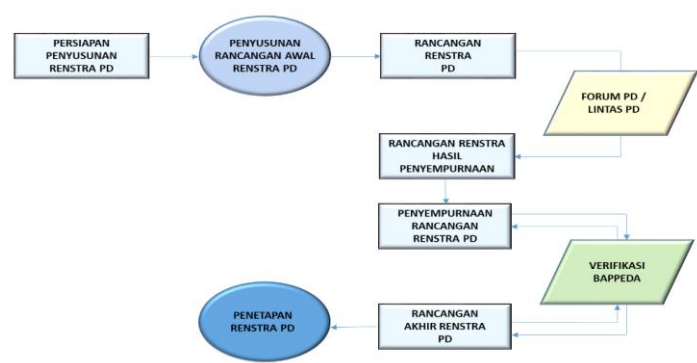 PERSIAPAN
PENYUSUNAN
RENSTRA PD
PENYUSUNAN
RANCANGAN AWAL
RENSTRA PD
RANCANGAN
RENSTRA
PD
FORUM PD /
LINTAS PD
RANCANGAN RENSTRA
HASIL
PENYEMPURNAAN
PENYEMPURNAAN
RANCANGAN
RENSTRA PD
VERIFIKASI
BAPPEDA
RANCANGAN
AKHIR RENSTRA
PD
PENETAPAN
RENSTRA PD